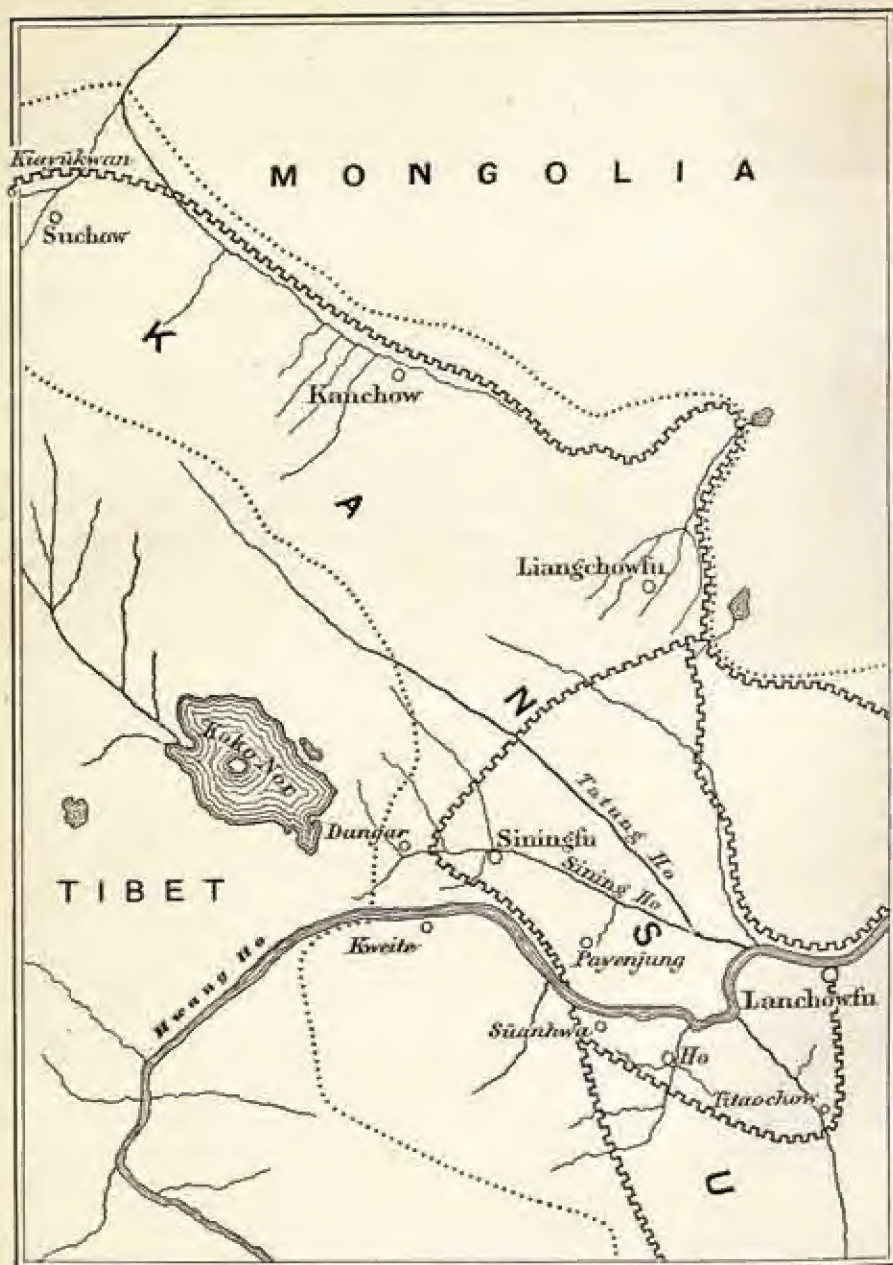 MONGOLIA
Kiayükwan
Suchow
K
Kanchow
A
Liangchowfu
N
Koko Nor
Tatung Ho
Dangar
Siningfu
Sining Ho
TIBET
S
Kweite
Payenjung
Hwang Ho
Lanchowfu
Süanhwa
Ho
Titaochow
U